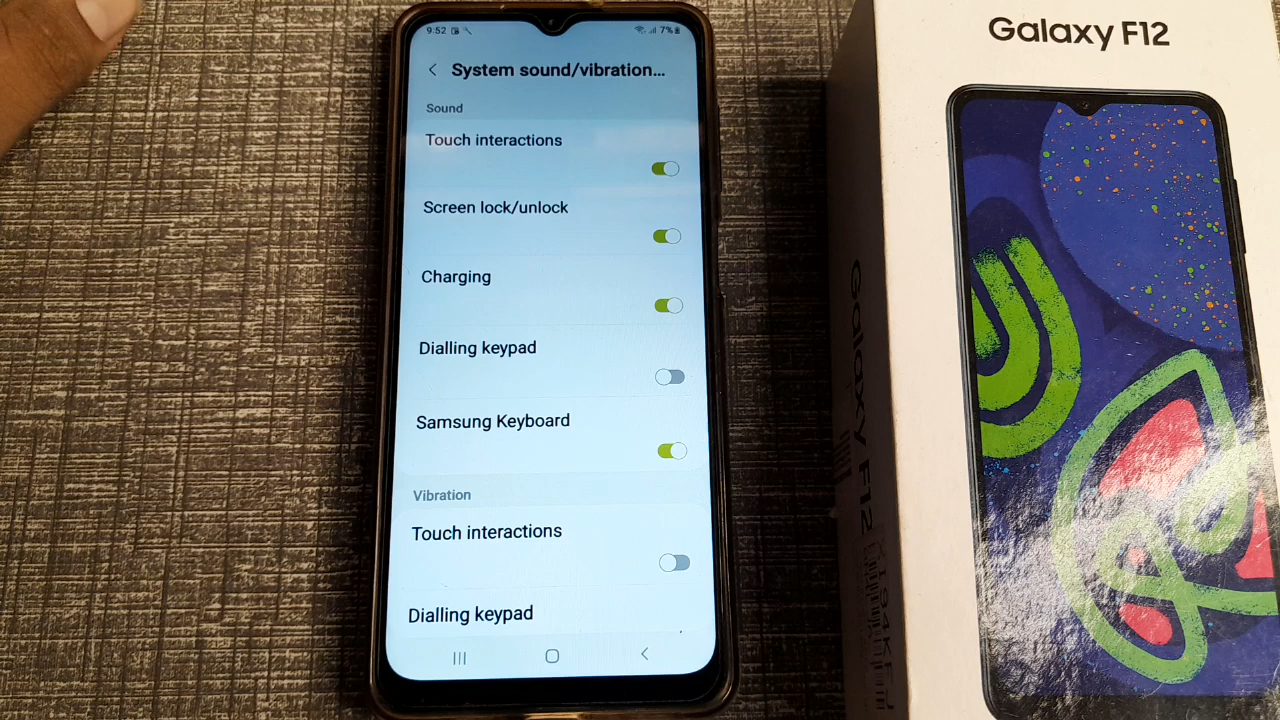 9:52
7%
System sound/vibration...
Sound
Touch interactions
Screen lock/unlock
Charging
Dialling keypad
Samsung Keyboard
Vibration
Touch interactions
Dialling keypad
Galaxy F12
Galaxy F12